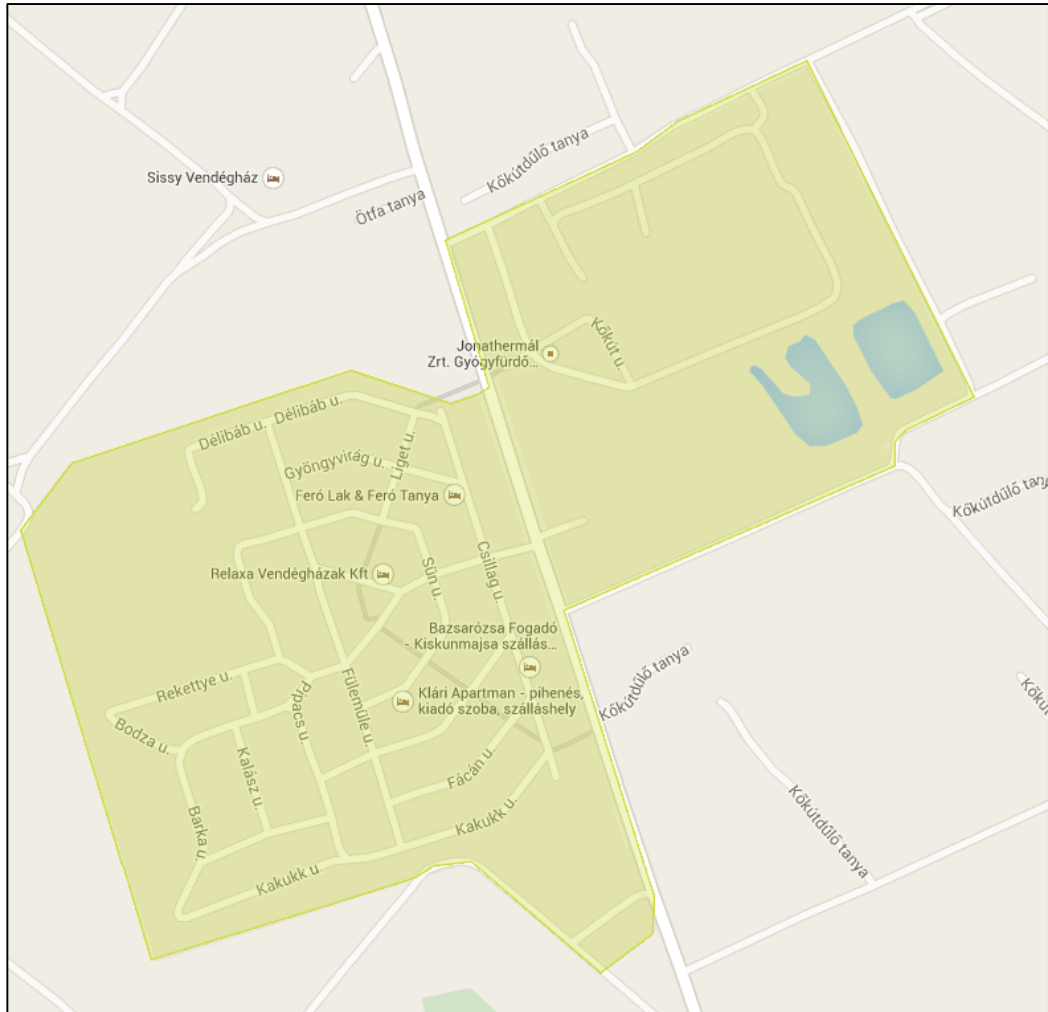 Kőkútdűlő tanya
Sissy Vendégház
Ötfa tanya
Jonathermál
Zrt. Gyógyfürdő...
Kőkút u.
Délibáb u.
Délibáb u.
Liget u.
Gyöngyvirág u.
Feró Lak & Feró Tanya
Kőkútdűlő tany
Csillag u.
Sün u.
Relaxa Vendégházak Kft
Bazsarózsa Fogadó
- Kiskunmajsa szállás...
Kőkútdűlő tanya
Rekettye u.
Pipacs u.
Fülemüle u.
Klári Apartman - pihenés,
kiadó szoba, szálláshely
Kőkút
Bodza u.
Kalász u.
Fácán u.
Barka u.
Kakukk u.
Kőkútdűlő tanya
Kakukk u.